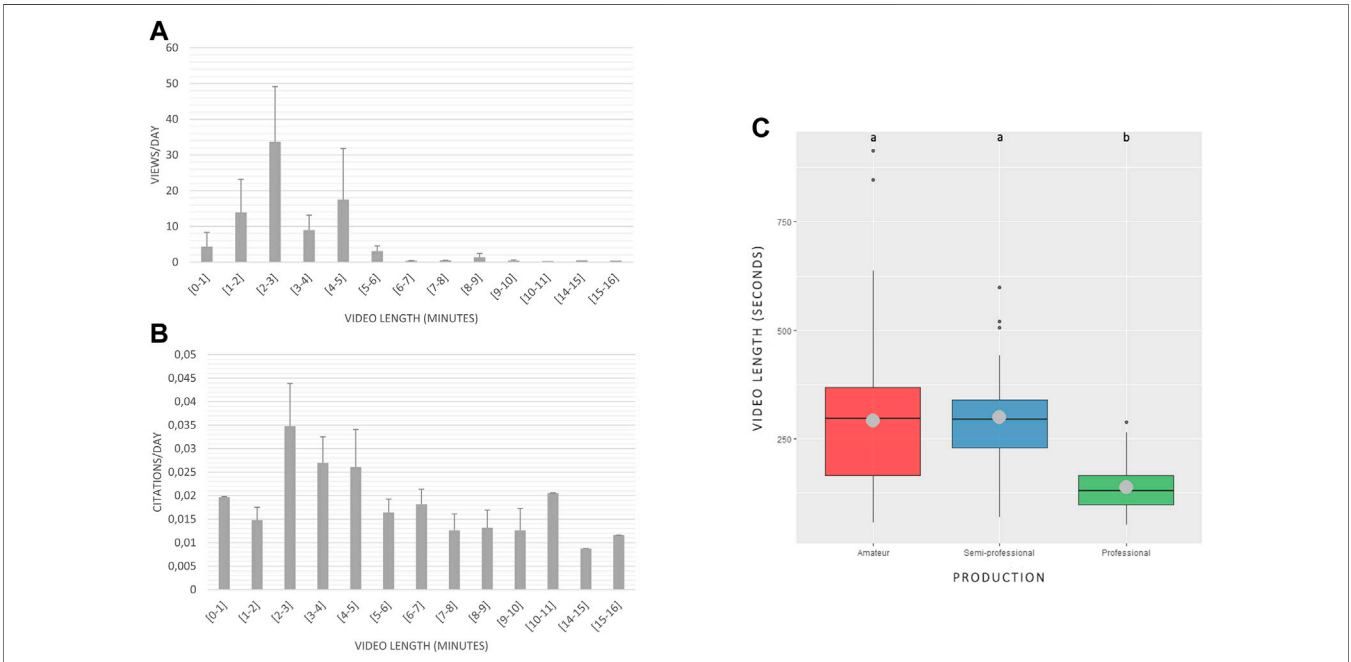 A
60
50
40
30
20
10
0
VIEWS/DAY
[0-1] [1-2] [2-3] [3-4] [4-5] [5-6] [6-7] [7-8] [8-9] [9-10] [10-11] [14-15] [15-16]
VIDEO LENGTH (MINUTES)
B
0,05
0,045
0,04
0,035
0,03
0,025
0,02
0,015
0,01
0,005
0
CITATIONS/DAY
[0-1] [1-2] [2-3] [3-4] [4-5] [5-6] [6-7] [7-8] [8-9] [9-10] [10-11] [14-15] [15-16]
VIDEO LENGTH (MINUTES)
C
a a b
750
500
250
VIDEO LENGTH (SECONDS)
Amateur Semi-professional Professional
PRODUCTION